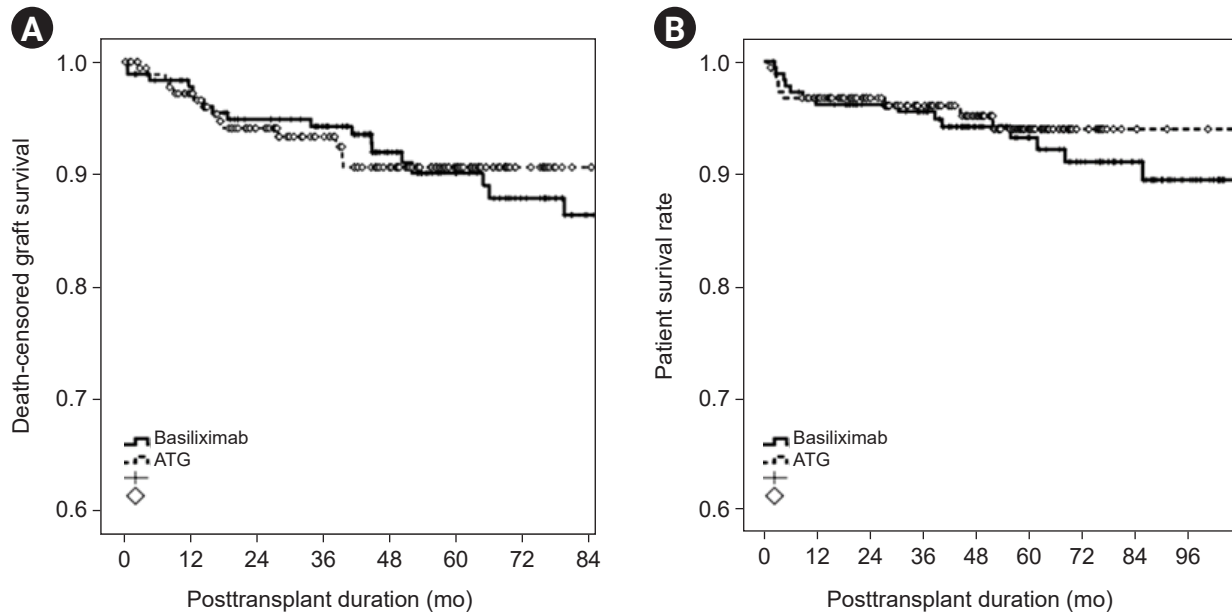 A
Death-censored graft survival
1.0
0.9
0.8
0.7
0.6
Basiliximab
ATG
0 12 24 36 48 60 72 84
Posttransplant duration (mo)
B
Patient surival rate
1.0
0.9
0.8
0.7
0.6
Basiliximab
ATG
0 12 24 36 48 60 72 84 96
Posttransplant duration (mo)